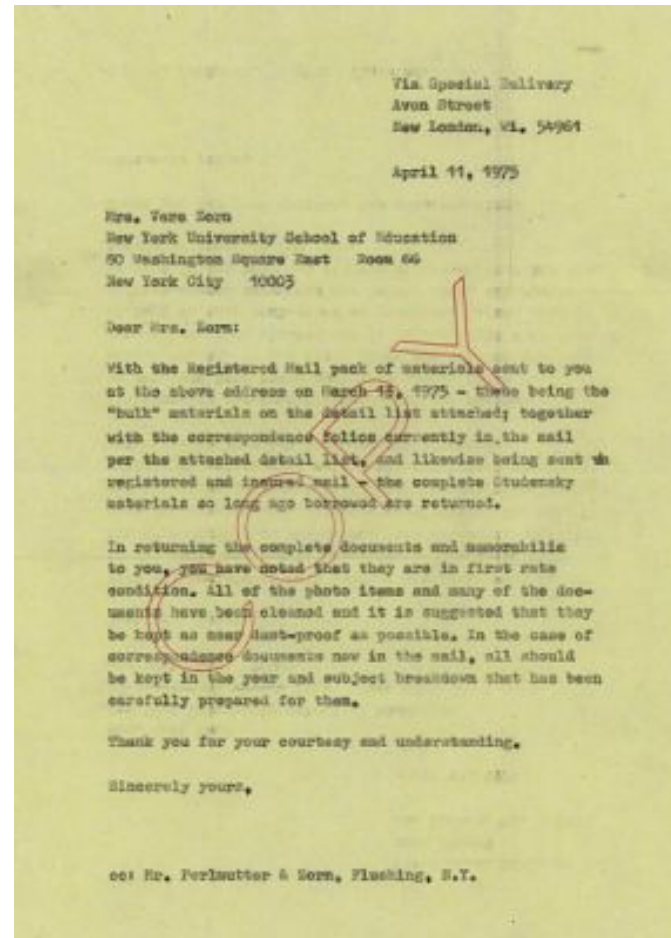 Via Special Delivery
Avon Street
New London, Wi. 54961
April 11, 1975
Mrs. Vera Zorn
New York University School of Education
80 Washington Square East Room 66
New York City 10003
Dear Mrs. Zorn:
With the Registered Mail pack of materials sent to you
at the above address on March 13, 1975 - these being the
"bulk" materials on the detail list attached; together
with the correspondence folios currently in the mail
per the attached detail list, and likewise being sent via
registered and insured mail - the complete Studensky
materials so long ago borrowed are returned.
In returning the complete documents and memorabilia
to you, you have noted that they are in first rate
condition. All of the photo items and many of the doc-
uments have been cleaned and it is suggested that they
be kept as near dust-proof as possible. In the case of
correspondence documents now in the mail, all should
be kept in the year and subject breakdown that has been
carefully prepared for them.
Thank you for your courtesy and understanding.
Sincerely yours,
cc: Mr. Perlmutter & Zorn, Flushing, N.Y.
COPY